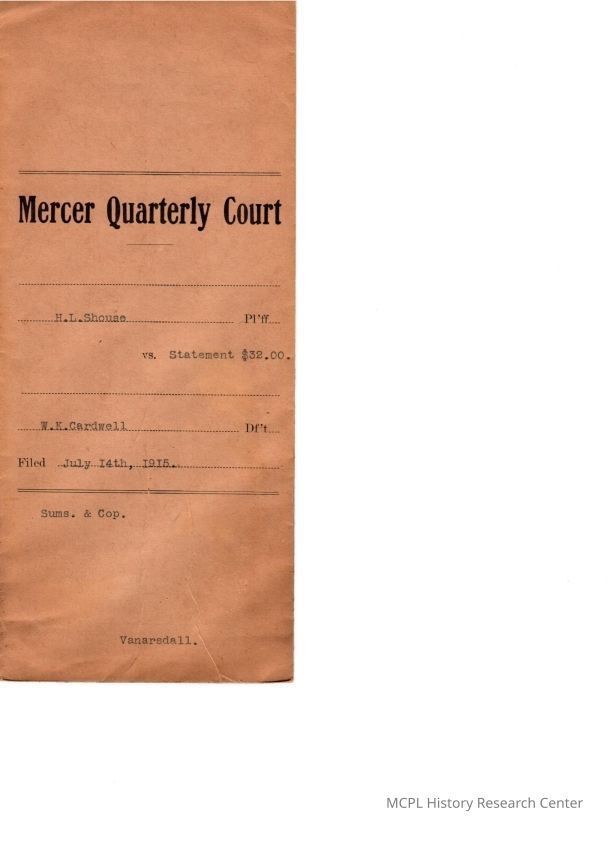 Mercer Quarterly Court
H.L.Shouse Pl'ff.
vs. Statement $32.00.
W.K.Cardwell Df't.
Filed July 14th, 1915.
Sums. & Cop.
Vanarsdall.
MCPL History Research Center